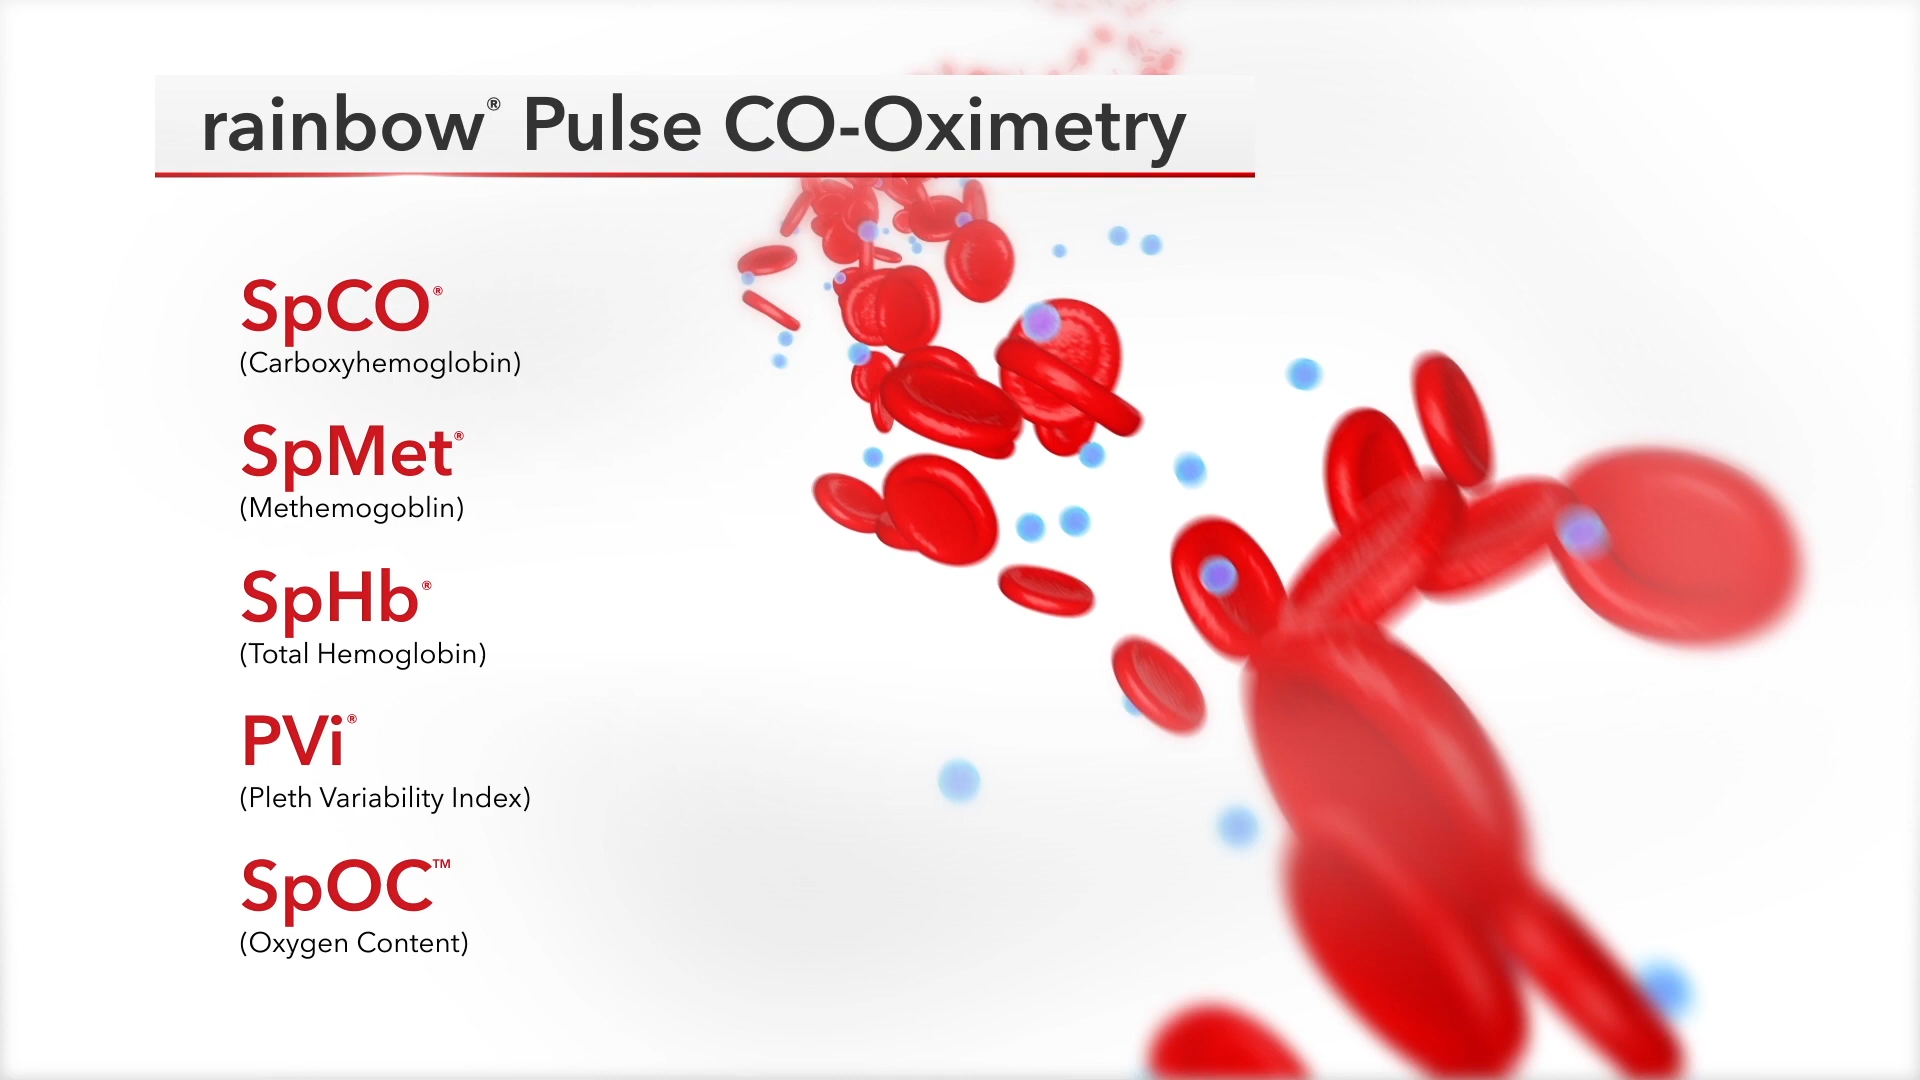 rainbow® Pulse CO-Oximetry
SpCO®
(Carboxyhemoglobin)
SpMet®
(Methemogoblin)
SpHb®
(Total Hemoglobin)
PVi®
(Pleth Variability Index)
SpOC™
(Oxygen Content)